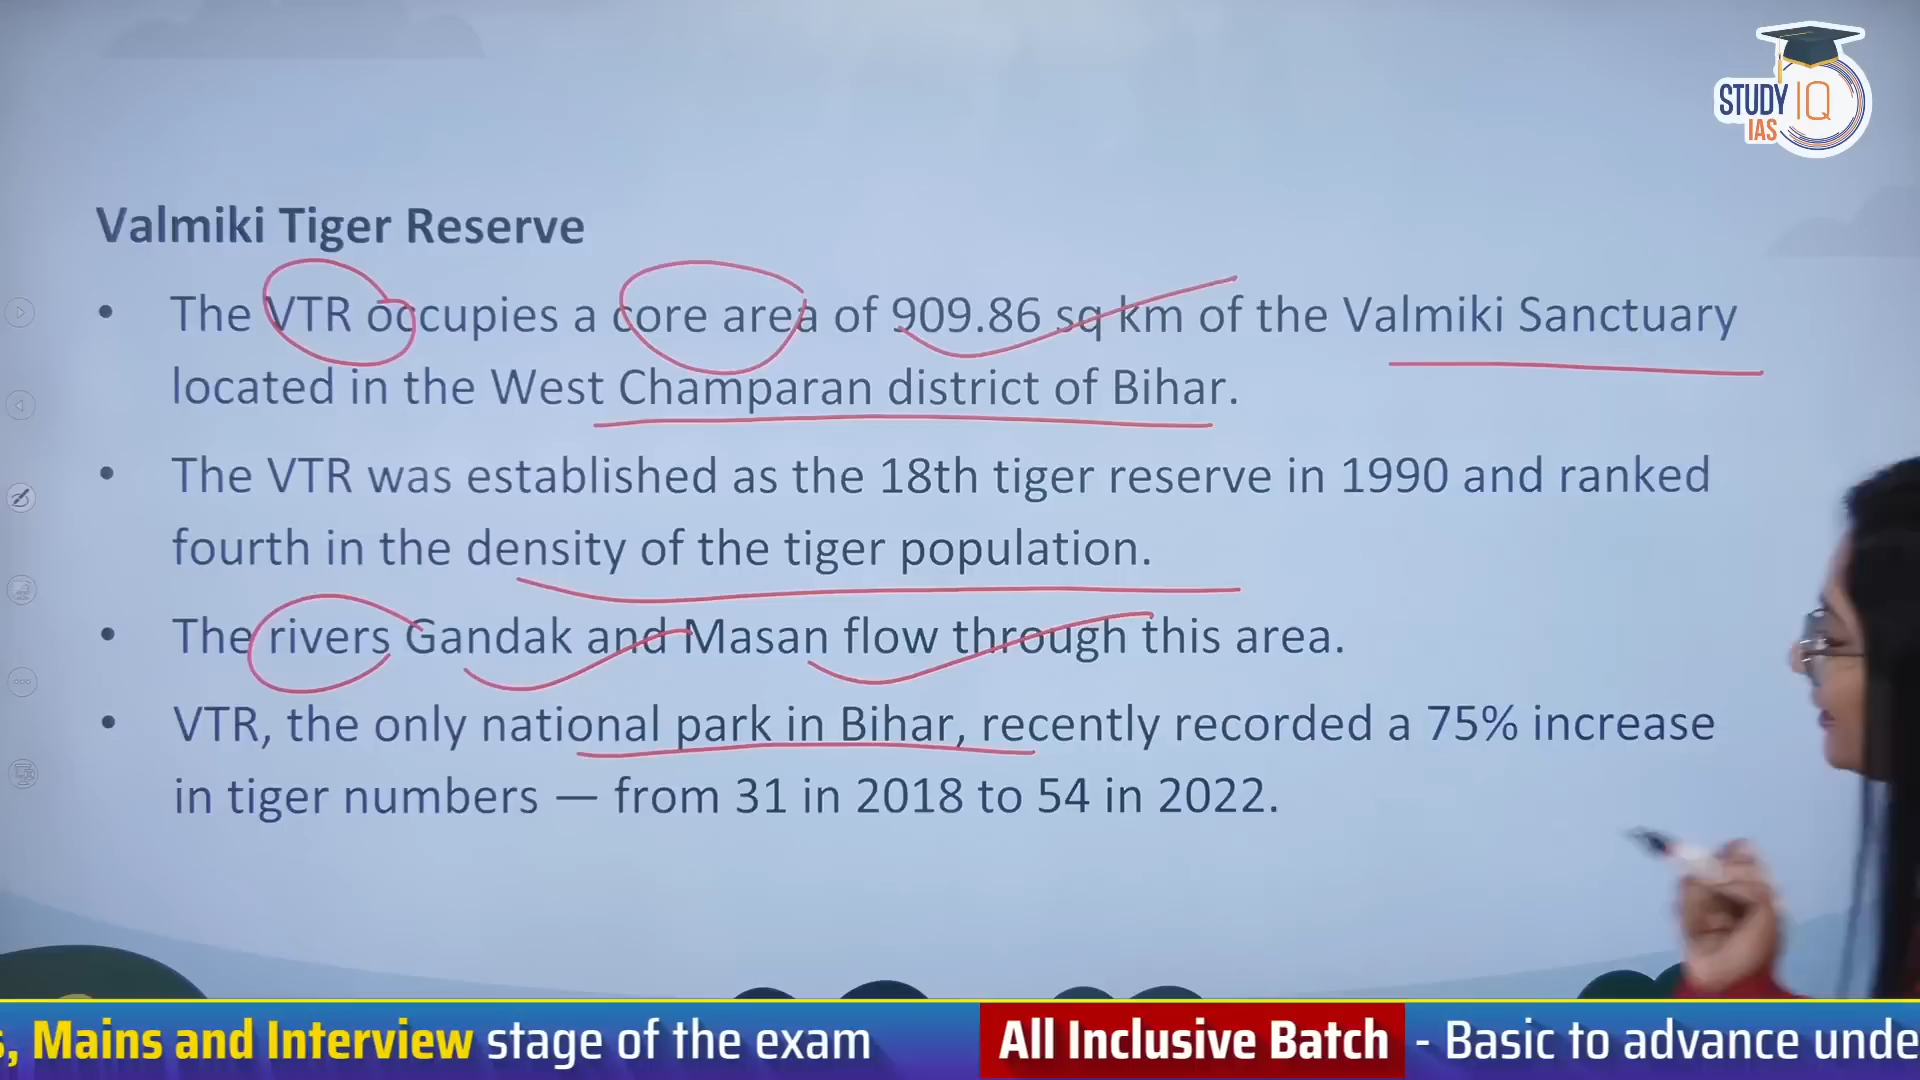 STUDY IQ
IAS
Valmiki Tiger Reserve
• The VTR occupies a core area of 909.86 sq km of the Valmiki Sanctuary
located in the West Champaran district of Bihar.
• The VTR was established as the 18th tiger reserve in 1990 and ranked
fourth in the density of the tiger population.
• The rivers Gandak and Masan flow through this area.
• VTR, the only national park in Bihar, recently recorded a 75% increase
in tiger numbers — from 31 in 2018 to 54 in 2022.
s, Mains and Interview stage of the exam All Inclusive Batch - Basic to advance unde